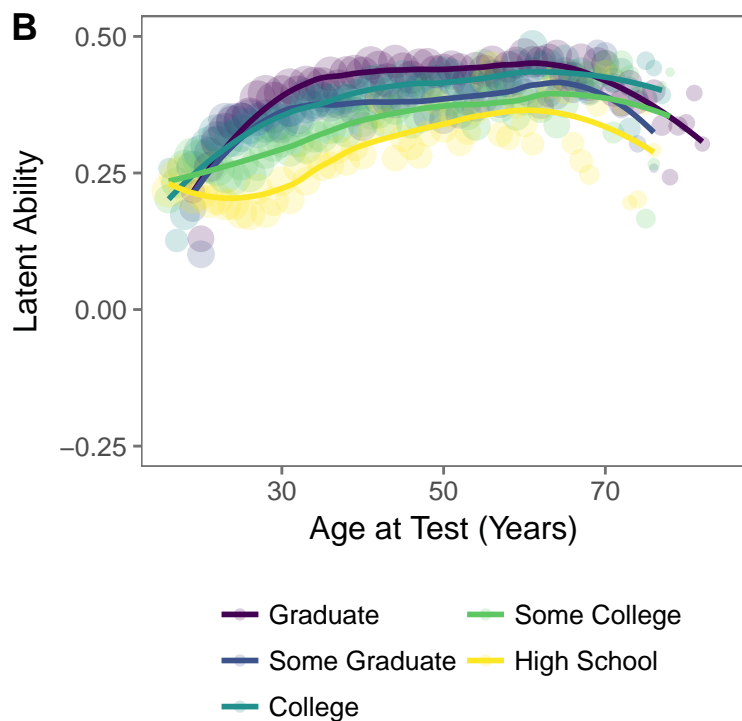 B
0.50
0.25
0.00
−0.25
Latent Ability
30 50 70
Age at Test (Years)
Graduate Some College
Some Graduate High School
College